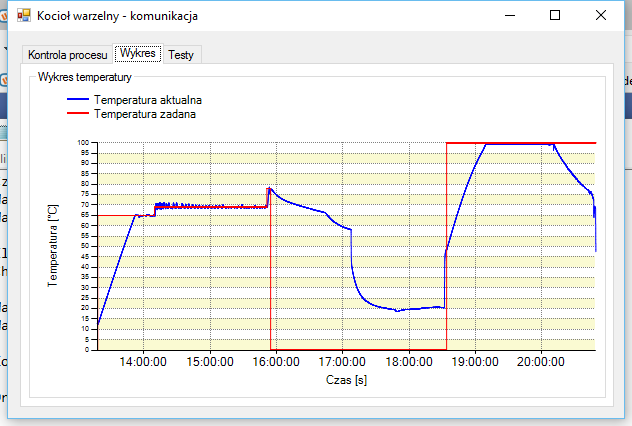 Kocioł warzelny - komunikacja
Kontrola procesu Wykres Testy
Wykres temperatury
Temperatura aktualna
Temperatura zadana
100
95
90
85
80
75
70
65
60
55
50
45
40
35
30
25
20
15
10
5
0
Temperatura [°C]
14:00:00 15:00:00 16:00:00 17:00:00 18:00:00 19:00:00 20:00:00
Czas [s]